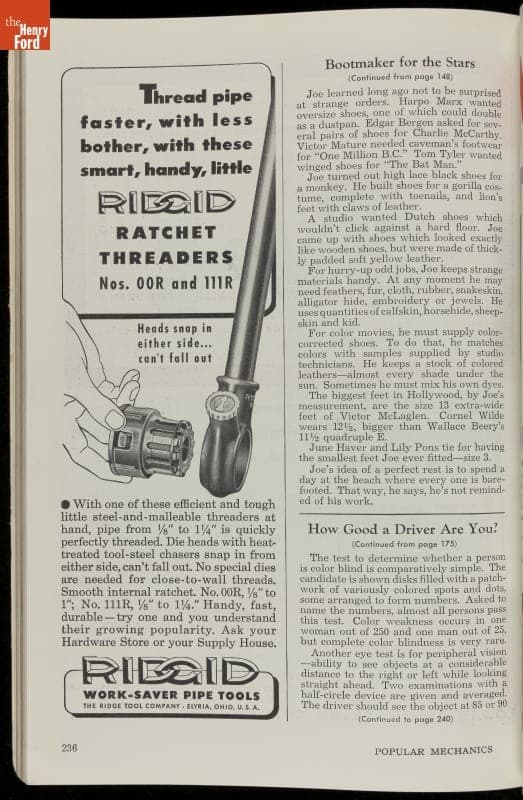 the
Henry
Ford
Thread pipe
faster, with less
bother, with these
smart, handy, little
RIDGID
RATCHET
THREADERS
Nos. 00R and 111R
Heads snap in
either side...
can't fall out
● With one of these efficient and tough
little steel-and-malleable threaders at
hand, pipe from ⅛" to 1¼" is quickly
perfectly threaded. Die heads with heat-
treated tool-steel chasers snap in from
either side, can't fall out. No special dies
are needed for close-to-wall threads.
Smooth internal ratchet. No. 00R, ⅛" to
1"; No. 111R, ⅛" to 1¼." Handy, fast,
durable—try one and you understand
their growing popularity. Ask your
Hardware Store or your Supply House.
RIDGID
WORK-SAVER PIPE TOOLS
THE RIDGE TOOL COMPANY • ELYRIA, OHIO, U. S. A.
Bootmaker for the Stars
(Continued from page 148)
Joe learned long ago not to be surprised
at strange orders. Harpo Marx wanted
oversize shoes, one of which could double
as a dustpan. Edgar Bergen asked for sev-
eral pairs of shoes for Charlie McCarthy.
Victor Mature needed caveman's footwear
for "One Million B.C." Tom Tyler wanted
winged shoes for "The Bat Man."
Joe turned out high lace black shoes for
a monkey. He built shoes for a gorilla cos-
tume, complete with toenails, and lion's
feet with claws of leather.
A studio wanted Dutch shoes which
wouldn't click against a hard floor. Joe
came up with shoes which looked exactly
like wooden shoes, but were made of thick-
ly padded soft yellow leather.
For hurry-up odd jobs, Joe keeps strange
materials handy. At any moment he may
need feathers, fur, cloth, rubber, snakeskin,
alligator hide, embroidery or jewels. He
uses quantities of calfskin, horsehide, sheep-
skin and kid.
For color movies, he must supply color-
corrected shoes. To do that, he matches
colors with samples supplied by studio
technicians. He keeps a stock of colored
leathers—almost every shade under the
sun. Sometimes he must mix his own dyes.
The biggest feet in Hollywood, by Joe's
measurement, are the size 13 extra-wide
feet of Victor McLaglen. Cornel Wilde
wears 12½, bigger than Wallace Beery's
11½ quadruple E.
June Haver and Lily Pons tie for having
the smallest feet Joe ever fitted—size 3.
Joe's idea of a perfect rest is to spend a
day at the beach where every one is bare-
footed. That way, he says, he's not remind-
ed of his work.
How Good a Driver Are You?
(Continued from page 175)
The test to determine whether a person
is color blind is comparatively simple. The
candidate is shown disks filled with a patch-
work of variously colored spots and dots,
some arranged to form numbers. Asked to
name the numbers, almost all persons pass
this test. Color weakness occurs in one
woman out of 250 and one man out of 25,
but complete color blindness is very rare.
Another eye test is for peripheral vision
—ability to see objects at a considerable
distance to the right or left while looking
straight ahead. Two examinations with a
half-circle device are given and averaged.
The driver should see the object at 85 or 90
(Continued to page 240)
236
POPULAR MECHANICS